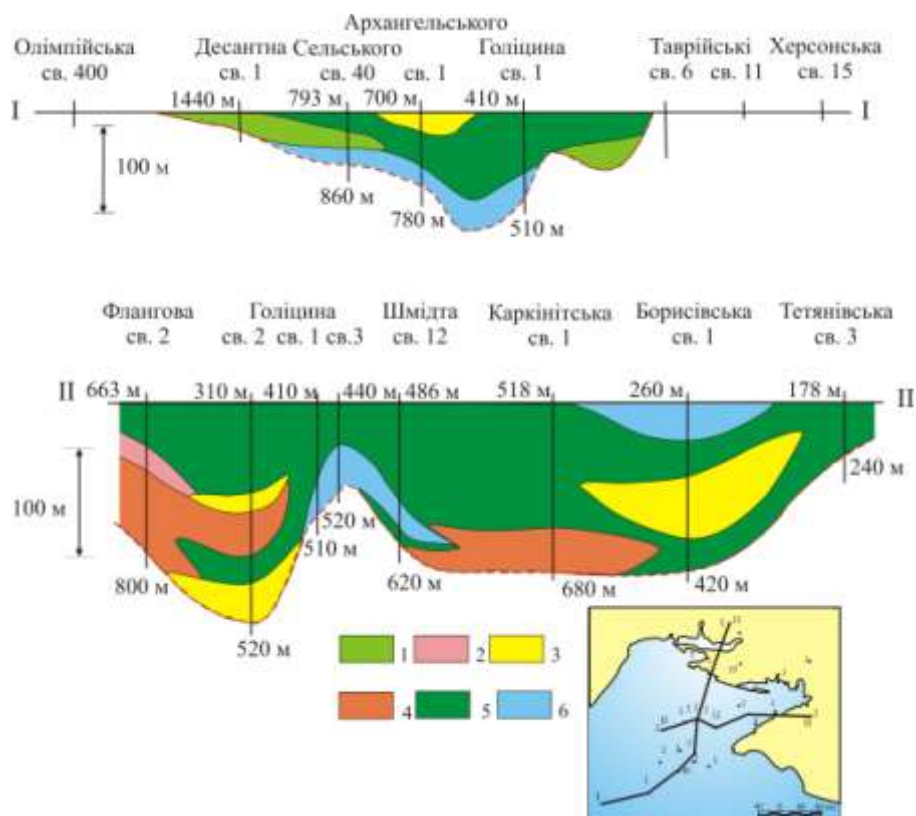 Архангельського
Олімпійська Десантна Сельського Голіцина Таврійські Херсонська
св. 400 св. 1 св. 40 св. 1 св. 1 св. 6 св. 11 св. 15
1440 м 793 м 700 м 410 м
I I
100 м
860 м
780 м 510 м
Флангова Голіцина Шмідта Каркінітська Борисівська Тетянівська
св. 2 св. 2 св. 1 св.3 св. 12 св. 1 св. 1 св. 3
II 663 м 310 м 410 м 440 м 486 м 518 м 260 м 178 м II
240 м
100 м
520 м
510 м
800 м 620 м 680 м 420 м
520 м
1 2 3
4 5 6